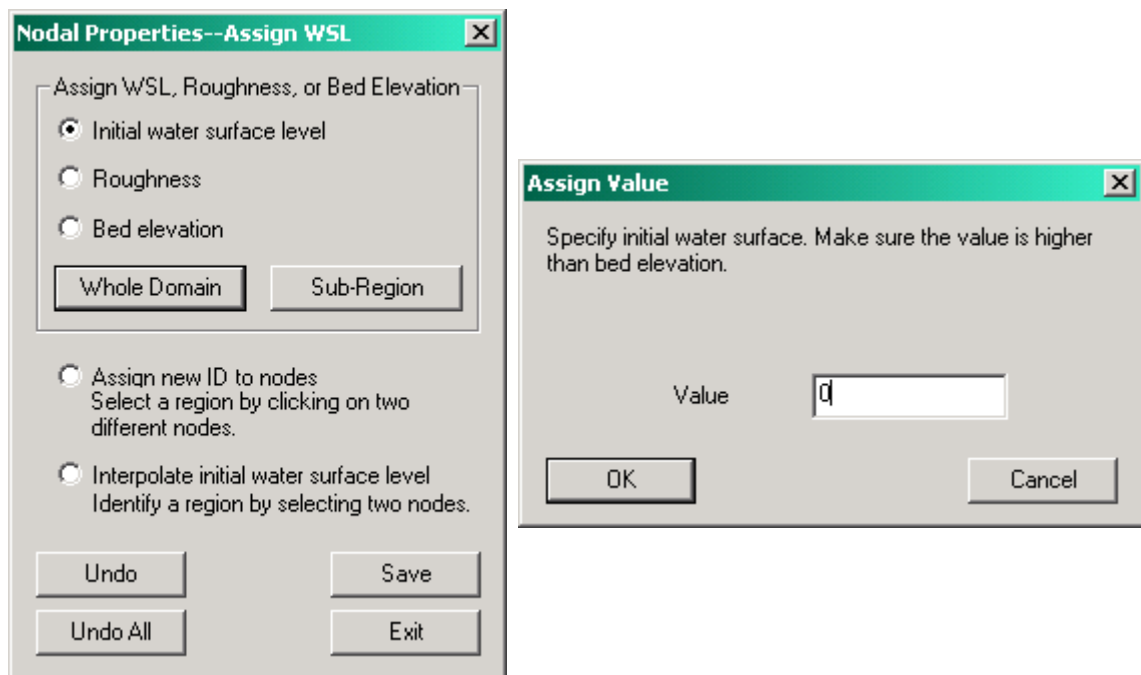 Nodal Properties--Assign WSL
Assign WSL, Roughness, or Bed Elevation
Initial water surface level
Roughness
Bed elevation
Whole Domain
Sub-Region
Assign new ID to nodes
Select a region by clicking on two
different nodes.
Interpolate initial water surface level
Identify a region by selecting two nodes.
Undo
Save
Undo All
Exit
Assign Value
Specify initial water surface. Make sure the value is higher
than bed elevation.
Value
0
OK
Cancel